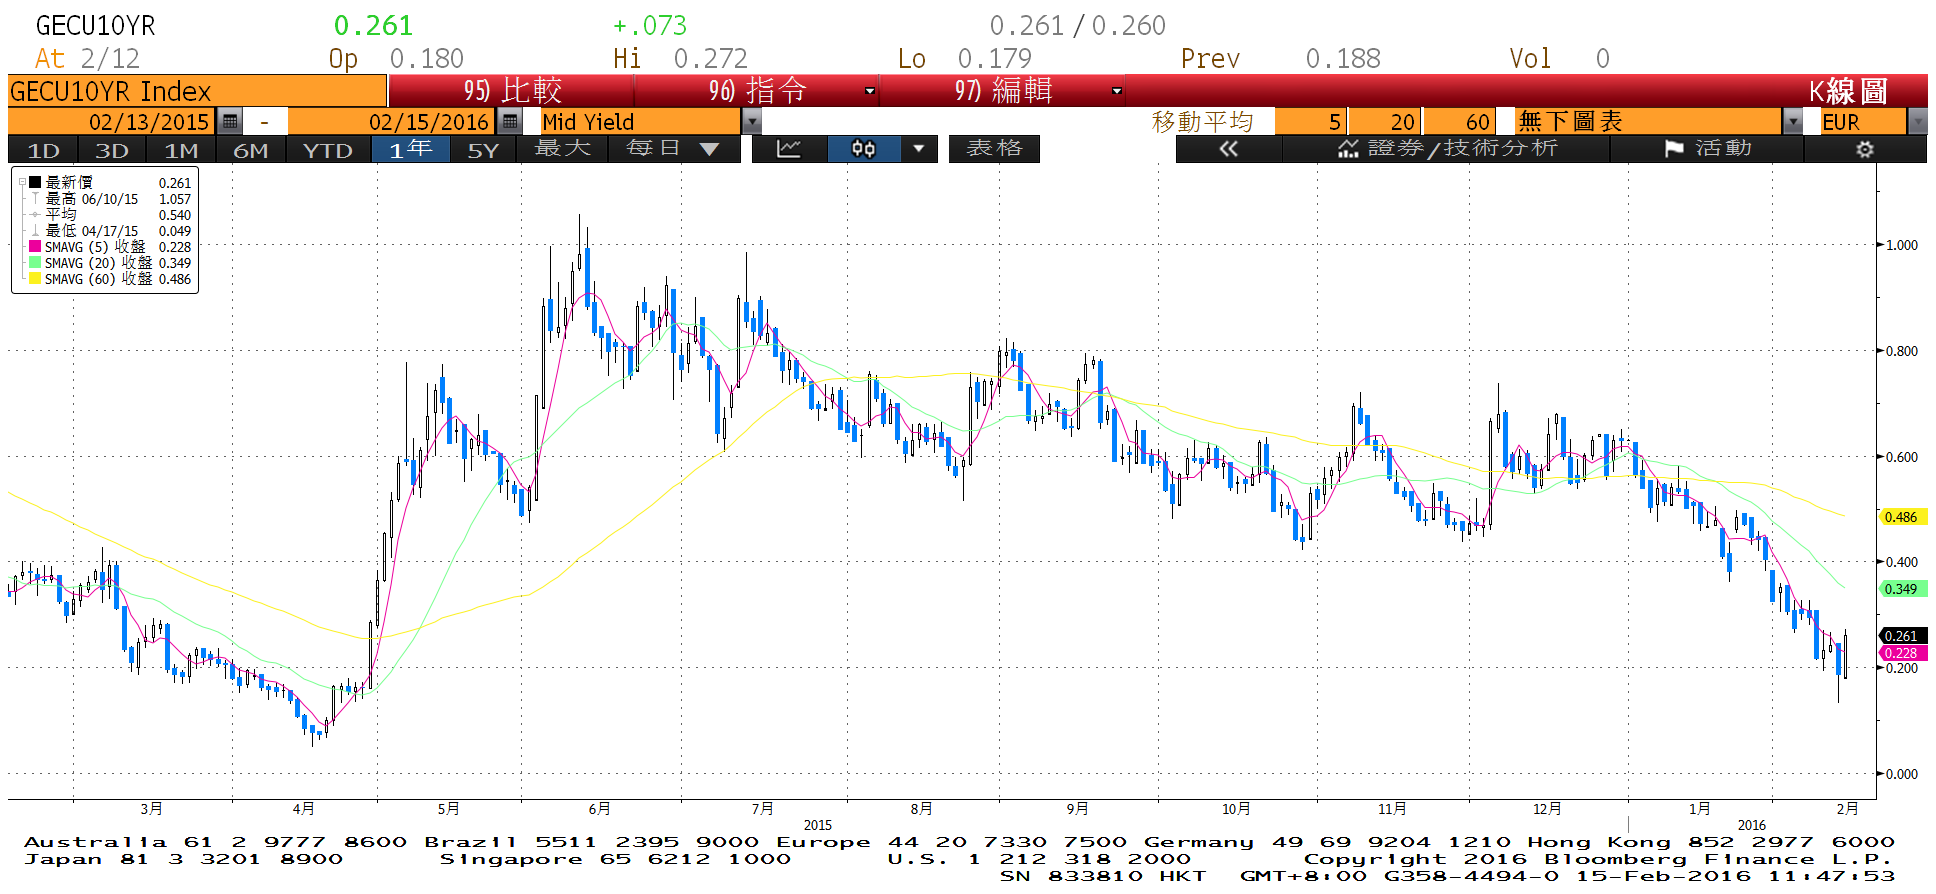 GECU10YR 0.261 +.073 0.261 / 0.260
At 2/12 Op 0.180 Hi 0.272 Lo 0.179 Prev 0.188 Vol 0
GECU10YR Index 95) 比較 96) 指令 97) 編輯 K線圖
02/13/2015 - 02/15/2016 Mid Yield 移動平均 5 20 60 無下圖表 EUR
1D 3D 1M 6M YTD 1年 5Y 最大 每日 ▼ 表格 « 證券/技術分析 活動
最新價 0.261
最高 06/10/15 1.057
平均 0.540
最低 04/17/15 0.049
SMAVG (5) 收盤 0.228
SMAVG (20) 收盤 0.349
SMAVG (60) 收盤 0.486
1.000
0.800
0.600
0.486
0.400
0.349
0.261
0.228
0.200
0.000
3月 4月 5月 6月 7月 8月 9月 10月 11月 12月 1月 2月
2015 2016
Australia 61 2 9777 8600 Brazil 5511 2395 9000 Europe 44 20 7330 7500 Germany 49 69 9204 1210 Hong Kong 852 2977 6000
Japan 81 3 3201 8900 Singapore 65 6212 1000 U.S. 1 212 318 2000 Copyright 2016 Bloomberg Finance L.P.
SN 833810 HKT GMT+8:00 G358-4494-0 15-Feb-2016 11:47:53